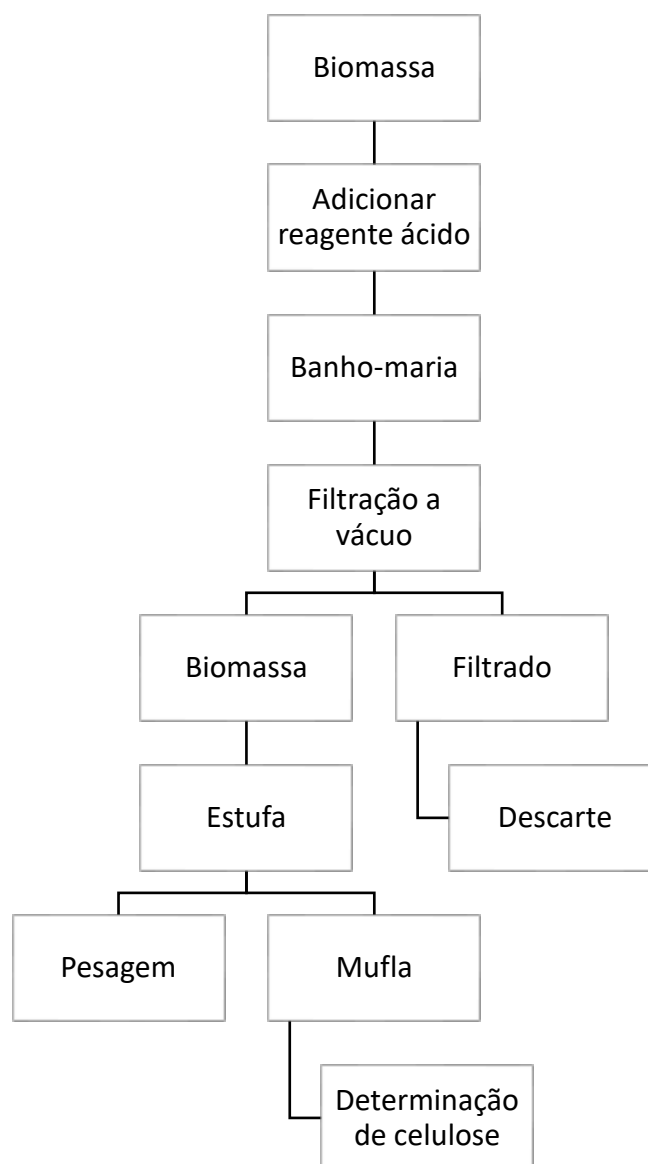 Biomassa
Adicionar
reagente ácido
Banho-maria
Filtração a
vácuo
Biomassa
Filtrado
Estufa
Descarte
Pesagem
Mufla
Determinação
de celulose